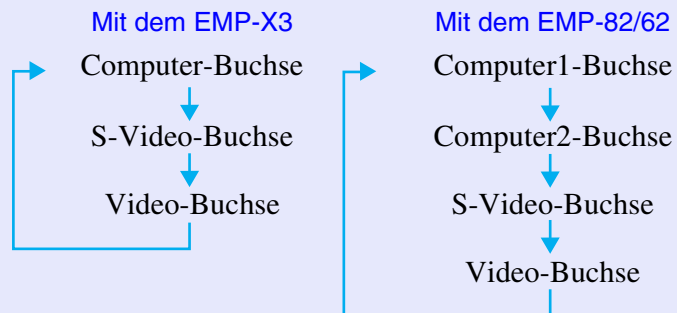 Mit dem EMP-X3
Computer-Buchse
S-Video-Buchse
Video-Buchse
Mit dem EMP-82/62
Computer1-Buchse
Computer2-Buchse
S-Video-Buchse
Video-Buchse